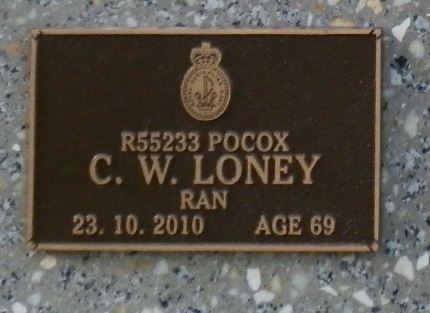 R55233 POCOX
C. W. LONEY
RAN
23. 10. 2010 AGE 69